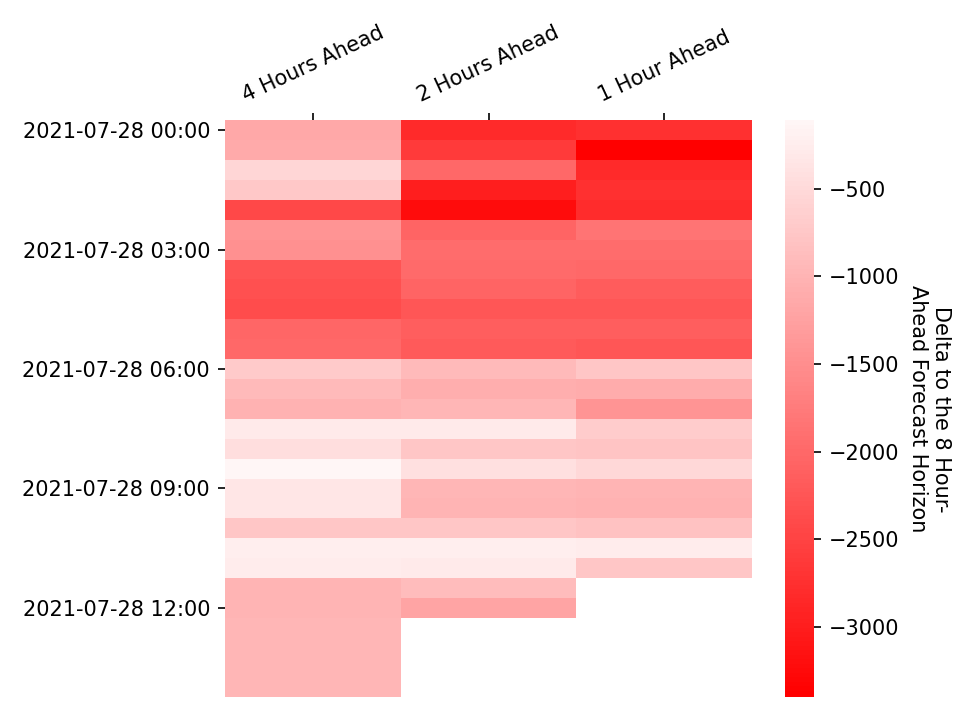 4 Hours Ahead
2 Hours Ahead
1 Hour Ahead
2021-07-28 00:00
2021-07-28 03:00
2021-07-28 06:00
2021-07-28 09:00
2021-07-28 12:00
−500
−1000
−1500
−2000
−2500
−3000
Delta to the 8 Hour-
Ahead Forecast Horizon